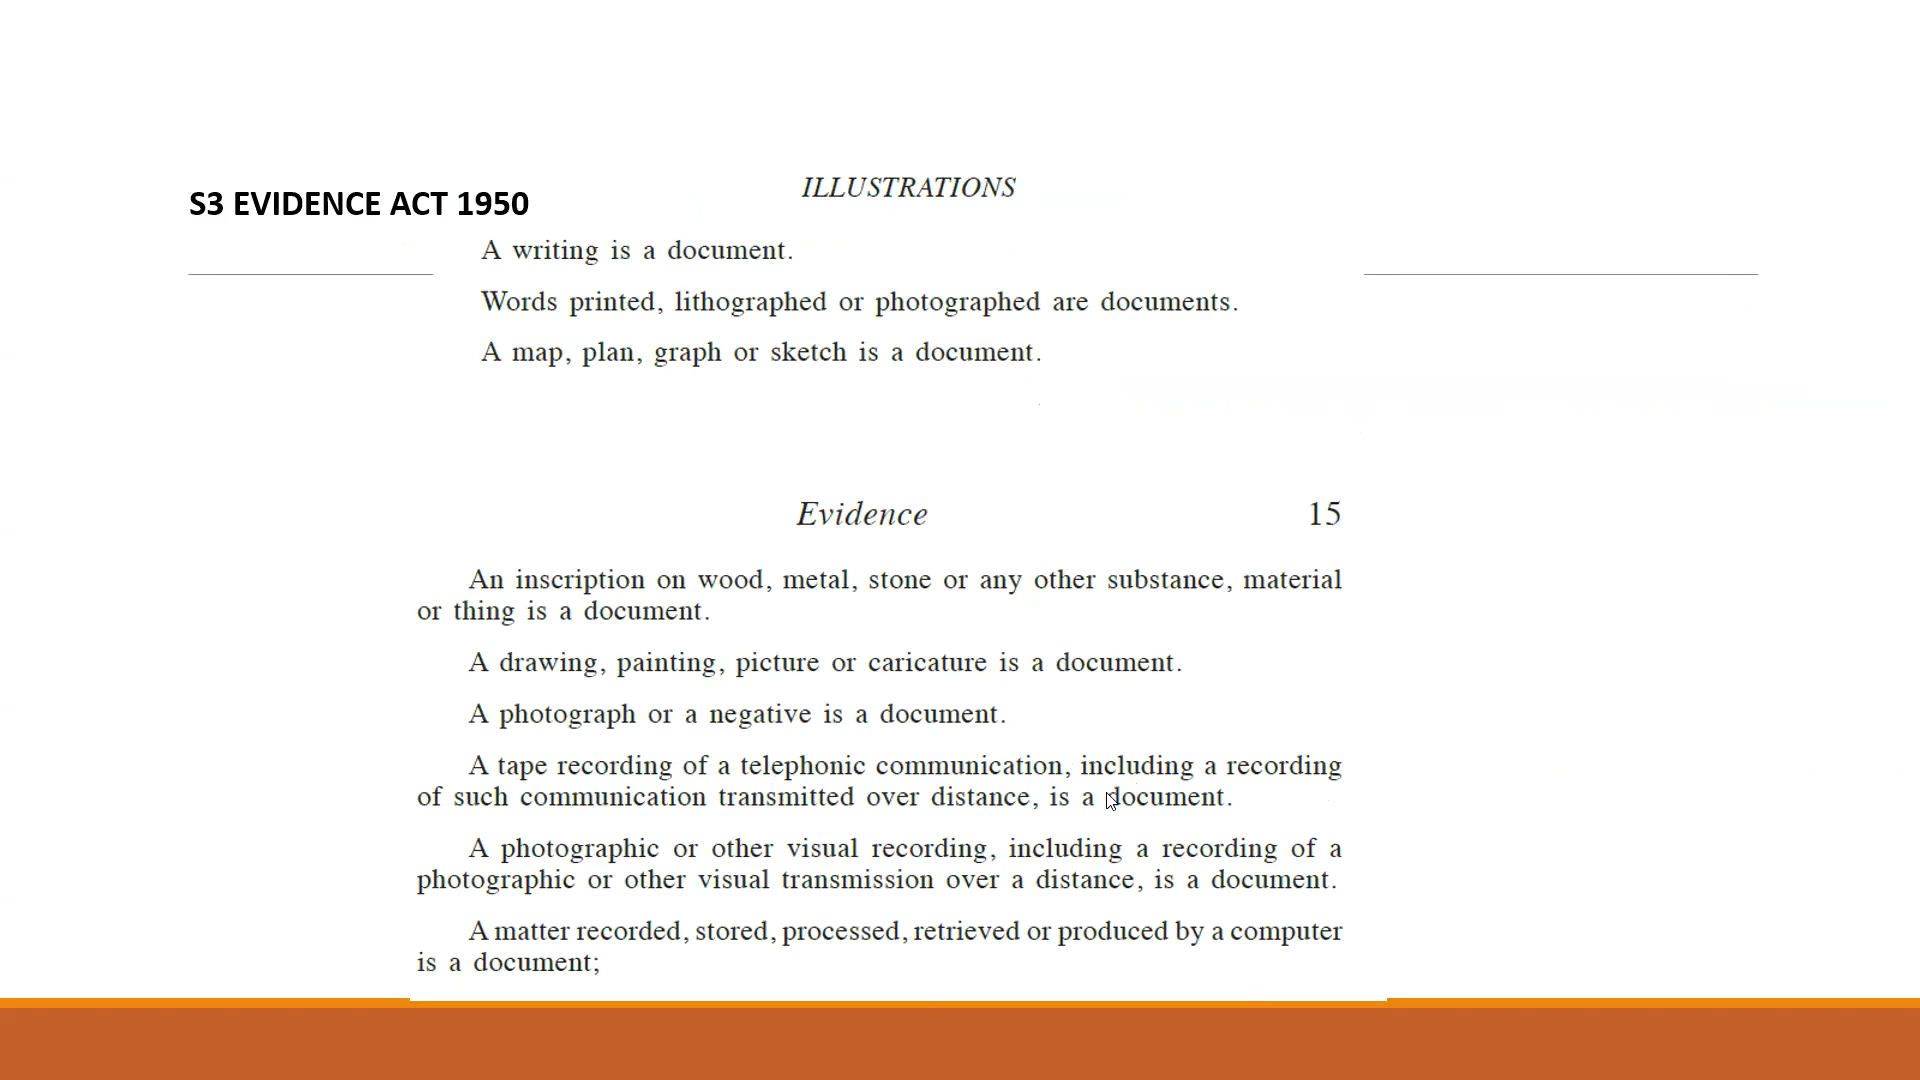 S3 EVIDENCE ACT 1950
ILLUSTRATIONS
A writing is a document.
Words printed, lithographed or photographed are documents.
A map, plan, graph or sketch is a document.
Evidence 15
An inscription on wood, metal, stone or any other substance, material
or thing is a document.
A drawing, painting, picture or caricature is a document.
A photograph or a negative is a document.
A tape recording of a telephonic communication, including a recording
of such communication transmitted over distance, is a document.
A photographic or other visual recording, including a recording of a
photographic or other visual transmission over a distance, is a document.
A matter recorded, stored, processed, retrieved or produced by a computer
is a document;